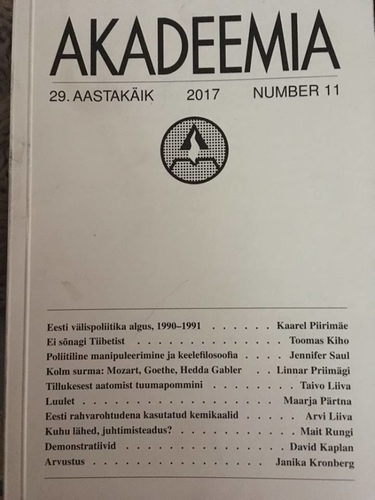 AKADEEMIA
29. AASTAKÄIK 2017 NUMBER 11
Eesti välispoliitika algus, 1990–1991 . . . . . . Kaarel Piirimäe
Ei sõnagi Tiibetist . . . . . . . . . . . . . . . Toomas Kiho
Poliitiline manipuleerimine ja keelefilosoofia . . . . Jennifer Saul
Kolm surma: Mozart, Goethe, Hedda Gabler . . Linnar Priimägi
Tillukesest aatomist tuumapommini . . . . . . . . Taivo Liiva
Luulet . . . . . . . . . . . . . . . . . . . . Maarja Pärtna
Eesti rahvarohtudena kasutatud kemikaalid . . . . . Arvi Liiva
Kuhu lähed, juhtimisteadus? . . . . . . . . . . . Mait Rungi
Demonstratiivid . . . . . . . . . . . . . . . . David Kaplan
Arvustus . . . . . . . . . . . . . . . . . . Janika Kronberg